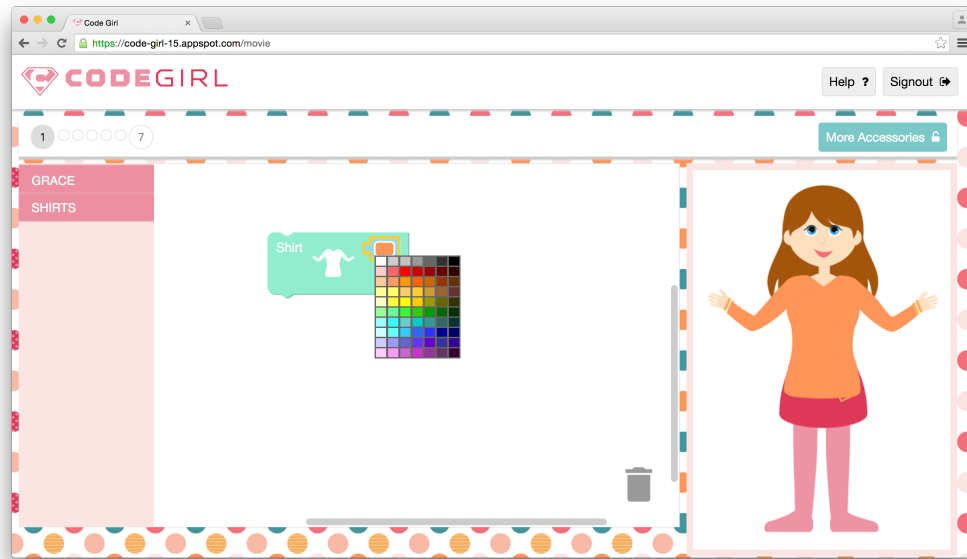 Code Girl
https://code-girl-15.appspot.com/movie
CODEGIRL
Help ?
Signout
1
7
More Accessories
GRACE
SHIRTS
Shirt